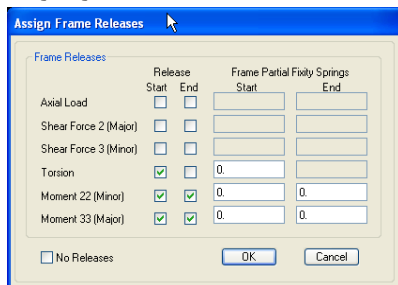 Assign Frame Releases
Frame Releases
Release Frame Partial Fixity Springs
Start End Start End
Axial Load
Shear Force 2 (Major)
Shear Force 3 (Minor)
Torsion 0.
Moment 22 (Minor) 0. 0.
Moment 33 (Major) 0. 0.
No Releases OK Cancel